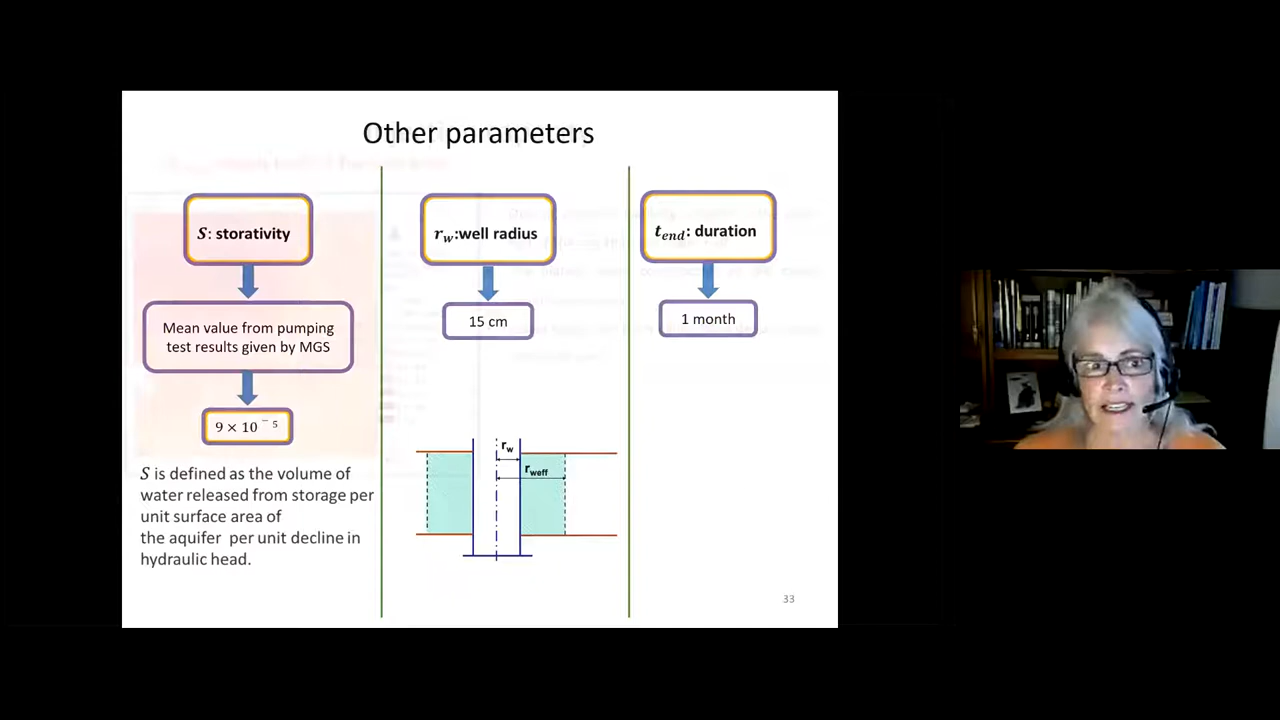 Other parameters
S: storativity
Mean value from pumping
test results given by MGS
9 × 10⁻⁵
S is defined as the volume of
water released from storage per
unit surface area of
the aquifer per unit decline in
hydraulic head.
r_w:well radius
15 cm
r_w
r_weff
t_end: duration
1 month
33